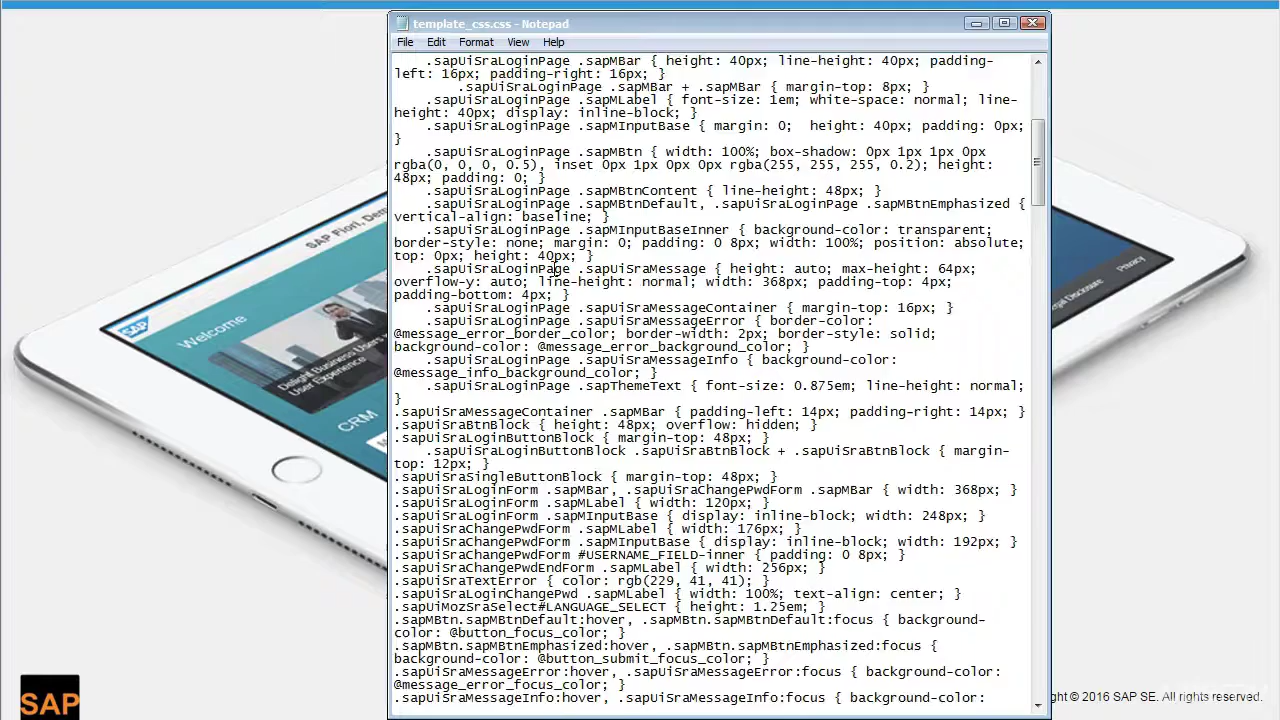 template_css.css - Notepad
File Edit Format View Help
.sapUiSraLoginPage .sapMBar { height: 40px; line-height: 40px; padding-
left: 16px; padding-right: 16px; }
.sapUiSraLoginPage .sapMBar + .sapMBar { margin-top: 8px; }
.sapUiSraLoginPage .sapMLabel { font-size: 1em; white-space: normal; line-
height: 40px; display: inline-block; }
.sapUiSraLoginPage .sapMInputBase { margin: 0;  height: 40px; padding: 0px;
}
.sapUiSraLoginPage .sapMBtn { width: 100%; box-shadow: 0px 1px 1px 0px
rgba(0, 0, 0, 0.5), inset 0px 1px 0px 0px rgba(255, 255, 255, 0.2); height:
48px; padding: 0; }
.sapUiSraLoginPage .sapMBtnContent { line-height: 48px; }
.sapUiSraLoginPage .sapMBtnDefault, .sapUiSraLoginPage .sapMBtnEmphasized {
vertical-align: baseline; }
.sapUiSraLoginPage .sapMInputBaseInner { background-color: transparent;
border-style: none; margin: 0; padding: 0 8px; width: 100%; position: absolute;
top: 0px; height: 40px; }
.sapUiSraLoginPage .sapUiSraMessage { height: auto; max-height: 64px;
overflow-y: auto; line-height: normal; width: 368px; padding-top: 4px;
padding-bottom: 4px; }
.sapUiSraLoginPage .sapUiSraMessageContainer { margin-top: 16px; }
.sapUiSraLoginPage .sapUiSraMessageError { border-color:
@message_error_border_color; border-width: 2px; border-style: solid;
background-color: @message_error_background_color; }
.sapUiSraLoginPage .sapUiSraMessageInfo { background-color:
@message_info_background_color; }
.sapUiSraLoginPage .sapThemeText { font-size: 0.875em; line-height: normal;
}
.sapUiSraMessageContainer .sapMBar { padding-left: 14px; padding-right: 14px; }
.sapUiSraBtnBlock { height: 48px; overflow: hidden; }
.sapUiSraLoginButtonBlock { margin-top: 48px; }
.sapUiSraLoginButtonBlock .sapUiSraBtnBlock + .sapUiSraBtnBlock { margin-
top: 12px; }
.sapUiSraSingleButtonBlock { margin-top: 48px; }
.sapUiSraLoginForm .sapMBar, .sapUiSraChangePwdForm .sapMBar { width: 368px; }
.sapUiSraLoginForm .sapMLabel { width: 120px; }
.sapUiSraLoginForm .sapMInputBase { display: inline-block; width: 248px; }
.sapUiSraChangePwdForm .sapMLabel { width: 176px; }
.sapUiSraChangePwdForm .sapMInputBase { display: inline-block; width: 192px; }
.sapUiSraChangePwdForm #USERNAME_FIELD-inner { padding: 0 8px; }
.sapUiSraChangePwdEndForm .sapMLabel { width: 256px; }
.sapUiSraTextError { color: rgb(229, 41, 41); }
.sapUiSraLoginChangePwd .sapMLabel { width: 100%; text-align: center; }
.sapUiMozSraSelect#LANGUAGE_SELECT { height: 1.25em; }
.sapMBtn.sapMBtnDefault:hover, .sapMBtn.sapMBtnDefault:focus { background-
color: @button_focus_color; }
.sapMBtn.sapMBtnEmphasized:hover, .sapMBtn.sapMBtnEmphasized:focus {
background-color: @button_submit_focus_color; }
.sapUiSraMessageError:hover, .sapUiSraMessageError:focus { background-color:
@message_error_focus_color; }
.sapUiSraMessageInfo:hover, sapUiSraMessageInfo:focus { background-color:
SAP Fiori, Dem
SAP
Welcome
Delight Business Users w
User Experience
CRM
Privacy
gal Disclosure
SAP
ght © 2016 SAP SE. All rights reserved.